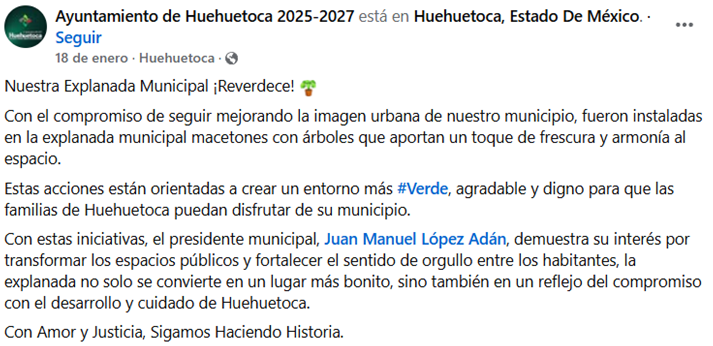 Ayuntamiento de Huehuetoca 2025-2027 está en Huehuetoca, Estado De México. ·
Seguir
18 de enero · Huehuetoca ·
Nuestra Explanada Municipal ¡Reverdece! 🌳
Con el compromiso de seguir mejorando la imagen urbana de nuestro municipio, fueron instaladas
en la explanada municipal macetones con árboles que aportan un toque de frescura y armonía al
espacio.
Estas acciones están orientadas a crear un entorno más #Verde, agradable y digno para que las
familias de Huehuetoca puedan disfrutar de su municipio.
Con estas iniciativas, el presidente municipal, Juan Manuel López Adán, demuestra su interés por
transformar los espacios públicos y fortalecer el sentido de orgullo entre los habitantes, la
explanada no solo se convierte en un lugar más bonito, sino también en un reflejo del compromiso
con el desarrollo y cuidado de Huehuetoca.
Con Amor y Justicia, Sigamos Haciendo Historia.